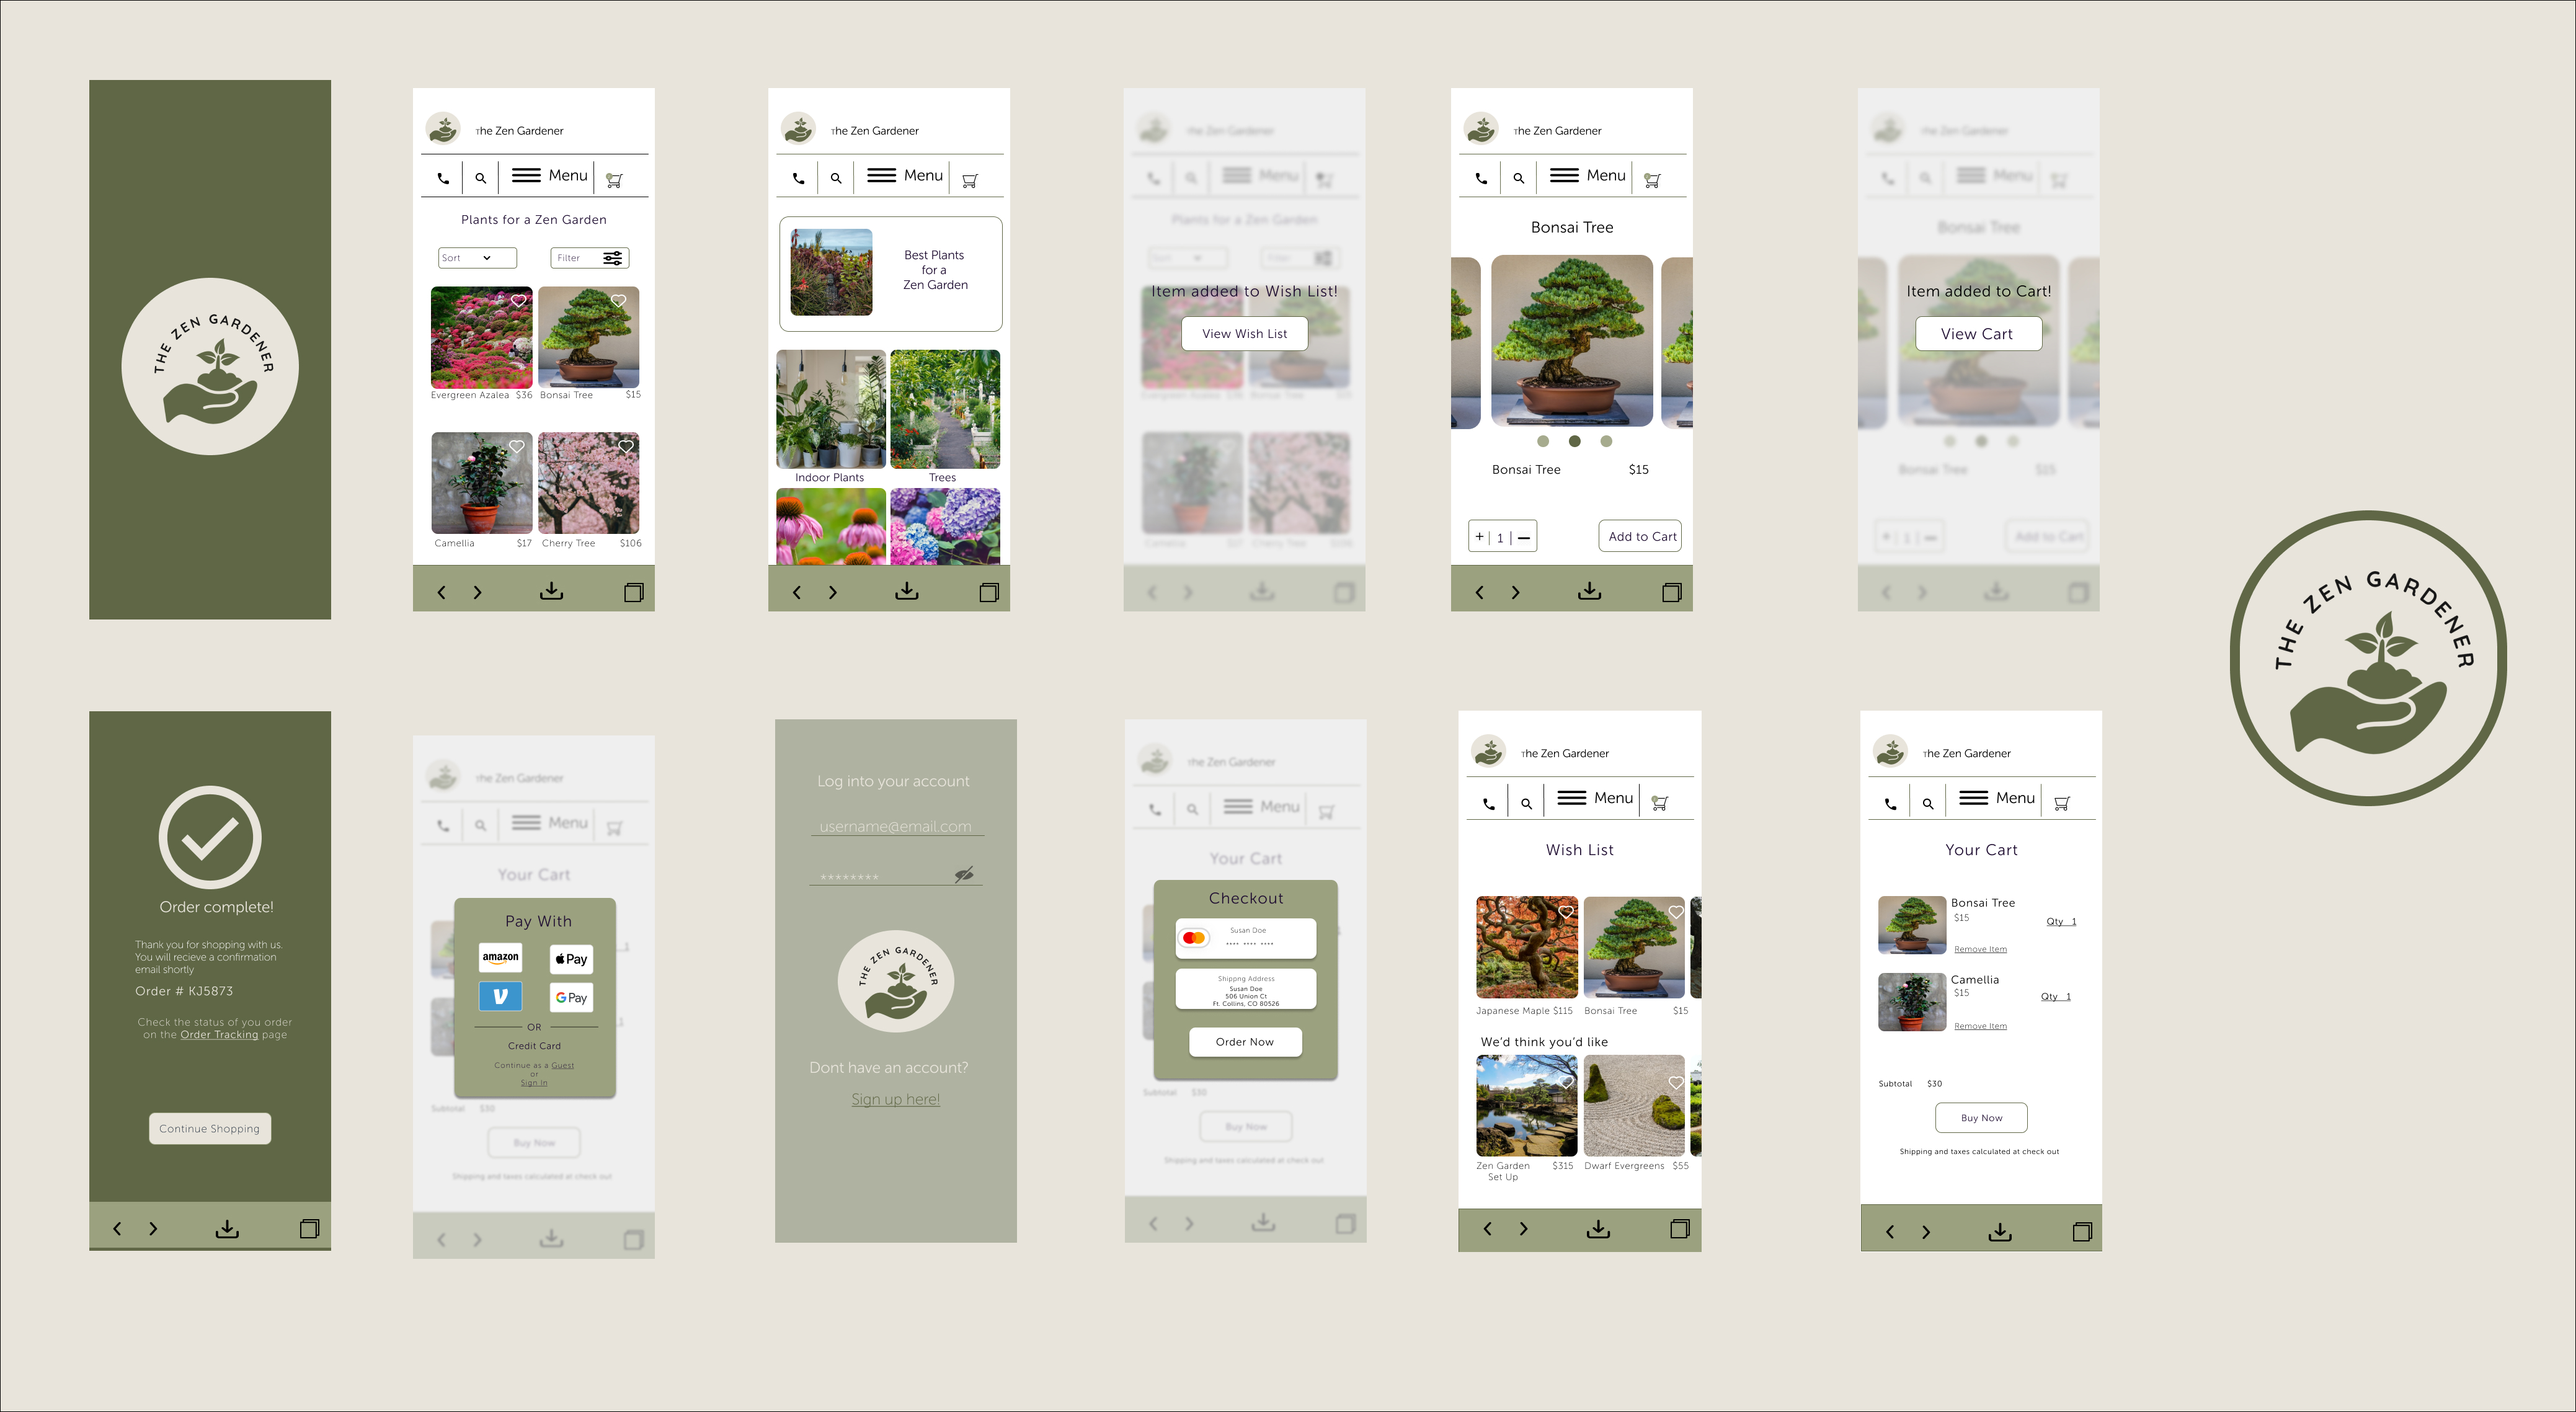 THE ZEN GARDENER
The Zen Gardener
Menu
Plants for a Zen Garden
Sort
Filter
Evergreen Azalea $36 Bonsai Tree $15
Camellia $17 Cherry Tree $106
The Zen Gardener
Menu
Best Plants
for a
Zen Garden
Indoor Plants Trees
The Zen Gardener
Menu
Plants for a Zen Garden
Item added to Wish List!
View Wish List
The Zen Gardener
Menu
Bonsai Tree
Bonsai Tree $15
+ | 1 | —
Add to Cart
The Zen Gardener
Menu
Bonsai Tree
Item added to Cart!
View Cart
Bonsai Tree $15
+ | 1 | —
Add to Cart
THE ZEN GARDENER
Order complete!
Thank you for shopping with us.
You will recieve a confirmation
email shortly
Order # KJ5873
Check the status of you order
on the Order Tracking page
Continue Shopping
The Zen Gardener
Menu
Your Cart
Pay With
amazon
Pay
V
G Pay
OR
Credit Card
Continue as a Guest
or
Sign In
Subtotal $30
Buy Now
Shipping and taxes calculated at check out
Log into your account
username@email.com
********
THE ZEN GARDENER
Dont have an account?
Sign up here!
The Zen Gardener
Menu
Your Cart
Checkout
Susan Doe
**** **** ****
Shippng Address
Susan Doe
506 Union Ct
Ft. Collins, CO 80526
Order Now
Subtotal $30
Buy Now
Shipping and taxes calculated at check out
The Zen Gardener
Menu
Wish List
Japanese Maple $115 Bonsai Tree $15
We'd think you'd like
Zen Garden $315 Dwarf Evergreens $55
Set Up
The Zen Gardener
Menu
Your Cart
Bonsai Tree
$15
Qty 1
Remove Item
Camellia
$15
Qty 1
Remove Item
Subtotal $30
Buy Now
Shipping and taxes calculated at check out